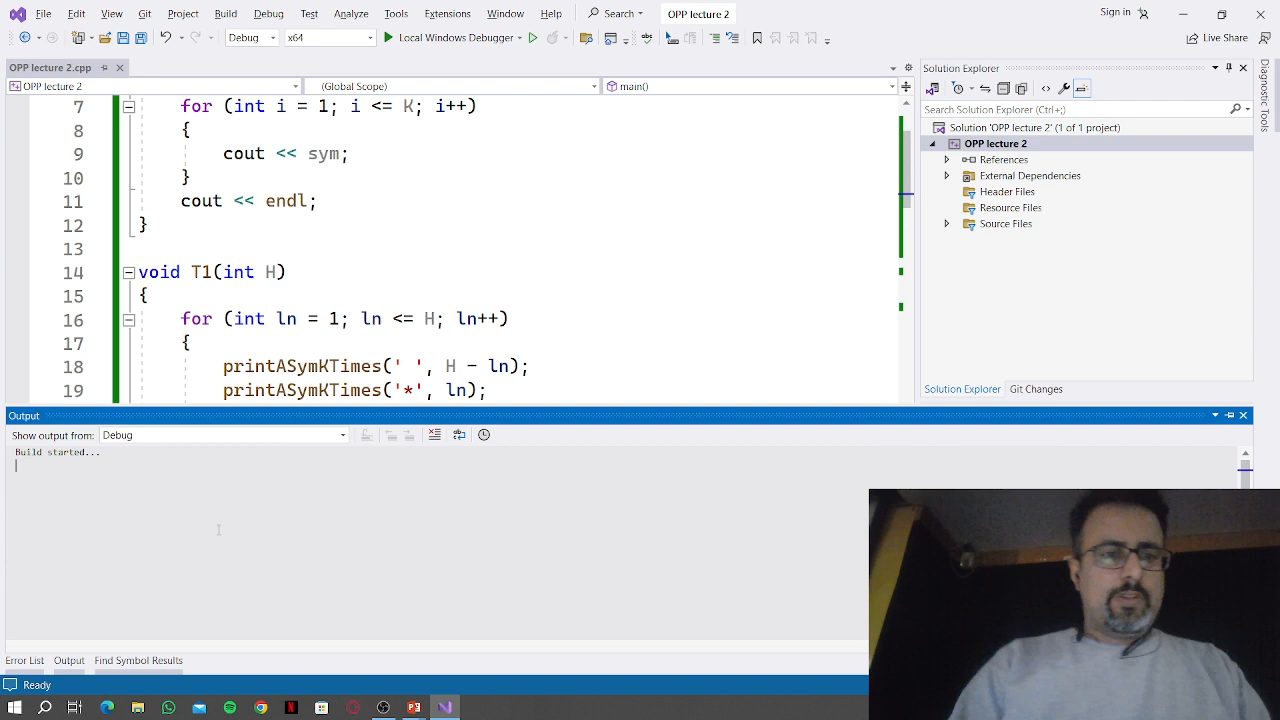 File Edit View Git Project Build Debug Test Analyze Tools Extensions Window Help Search OPP lecture 2 Sign in
Debug x64 Local Windows Debugger Live Share
OPP lecture 2.cpp
OPP lecture 2 (Global Scope) main()
7 for (int i = 1; i <= K; i++)
8 {
9 cout << sym;
10 }
11 cout << endl;
12 }
13
14 void T1(int H)
15 {
16 for (int ln = 1; ln <= H; ln++)
17 {
18 printASymKTimes(' ', H - ln);
19 printASymKTimes('*', ln);
Solution Explorer
Search Solution Explorer (Ctrl+;)
Solution 'OPP lecture 2' (1 of 1 project)
OPP lecture 2
References
External Dependencies
Header Files
Resource Files
Source Files
Solution Explorer Git Changes
Diagnostic Tools
Output
Show output from: Debug
Build started...
Error List Output Find Symbol Results
Ready